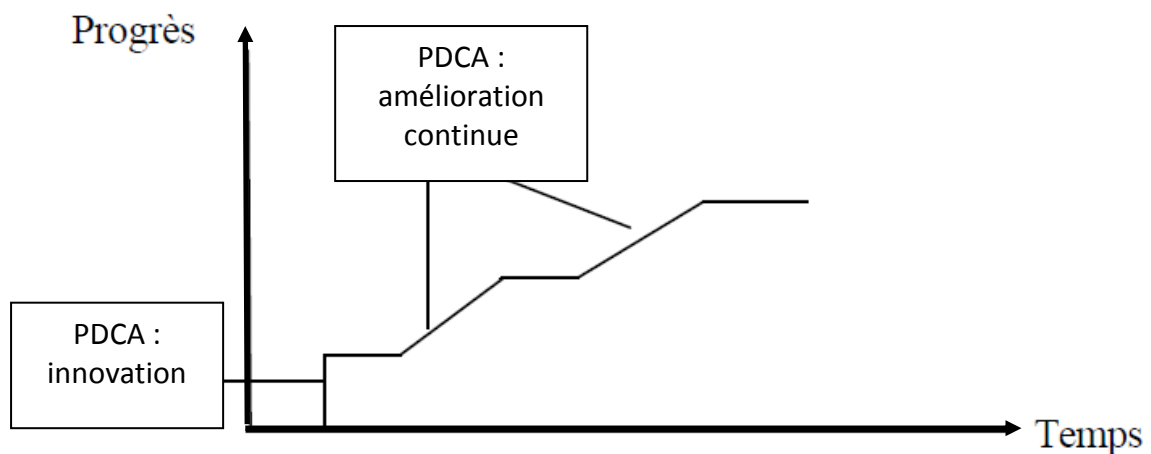 Progrès
PDCA :
amélioration
continue
PDCA :
innovation
Temps